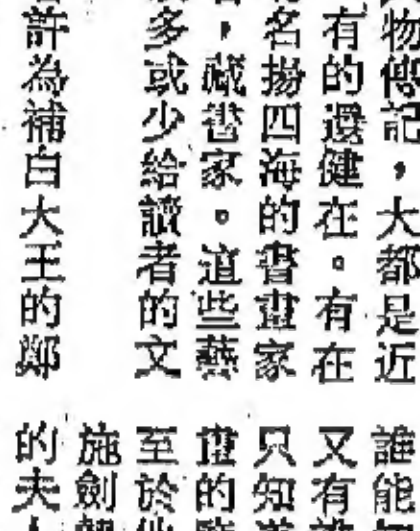 物傳記，大都是近
有的還健在。有在
名揚四海的書畫家
，藏書家。這些藝
多或少給讀者的文
許為補白大王的鄭
誰能
又有
只知
畫的
至於
施劍
的夫